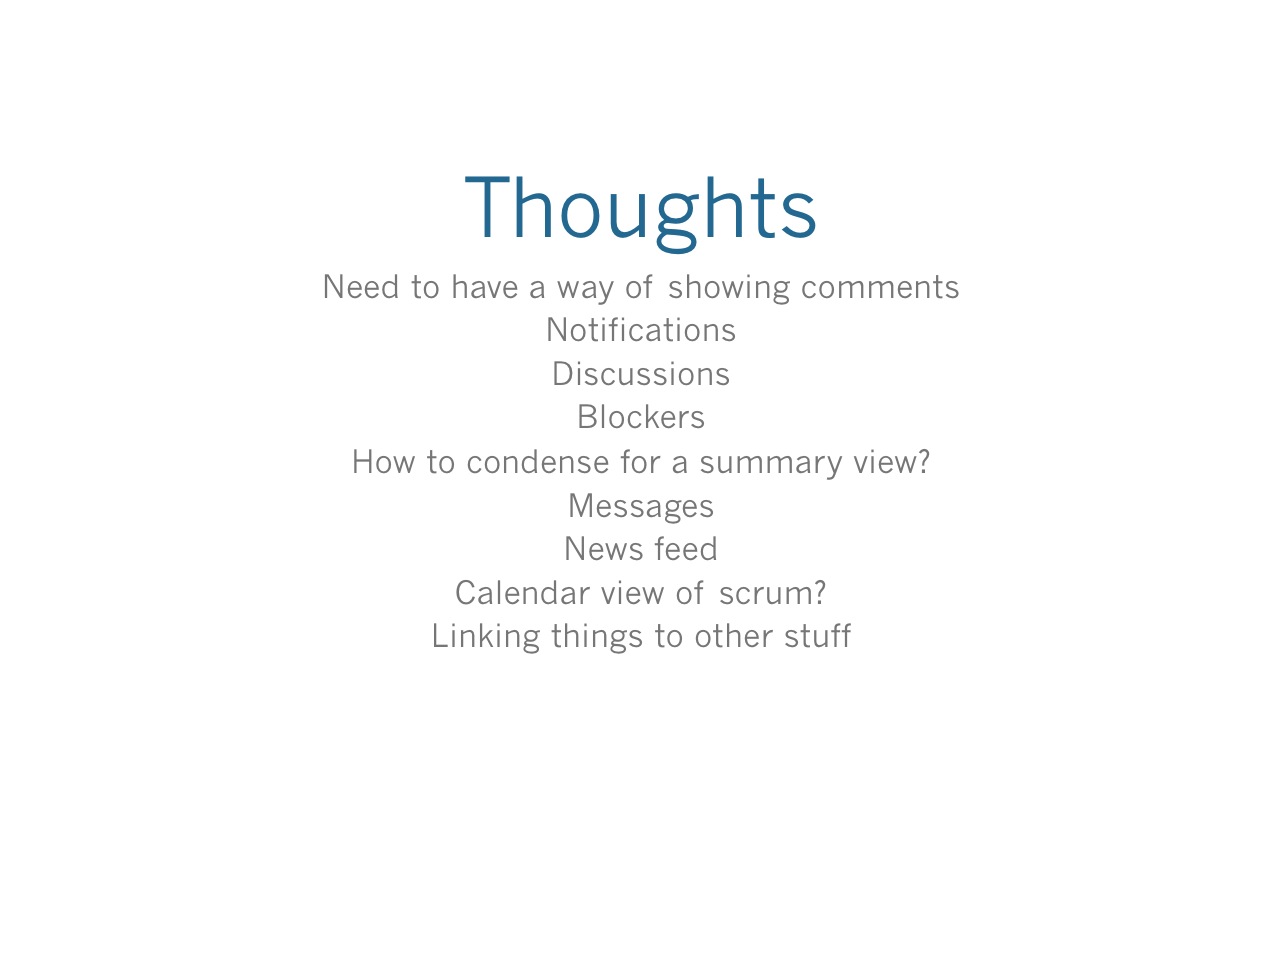 Thoughts
Need to have a way of showing comments
Notifications
Discussions
Blockers
How to condense for a summary view?
Messages
News feed
Calendar view of scrum?
Linking things to other stuff